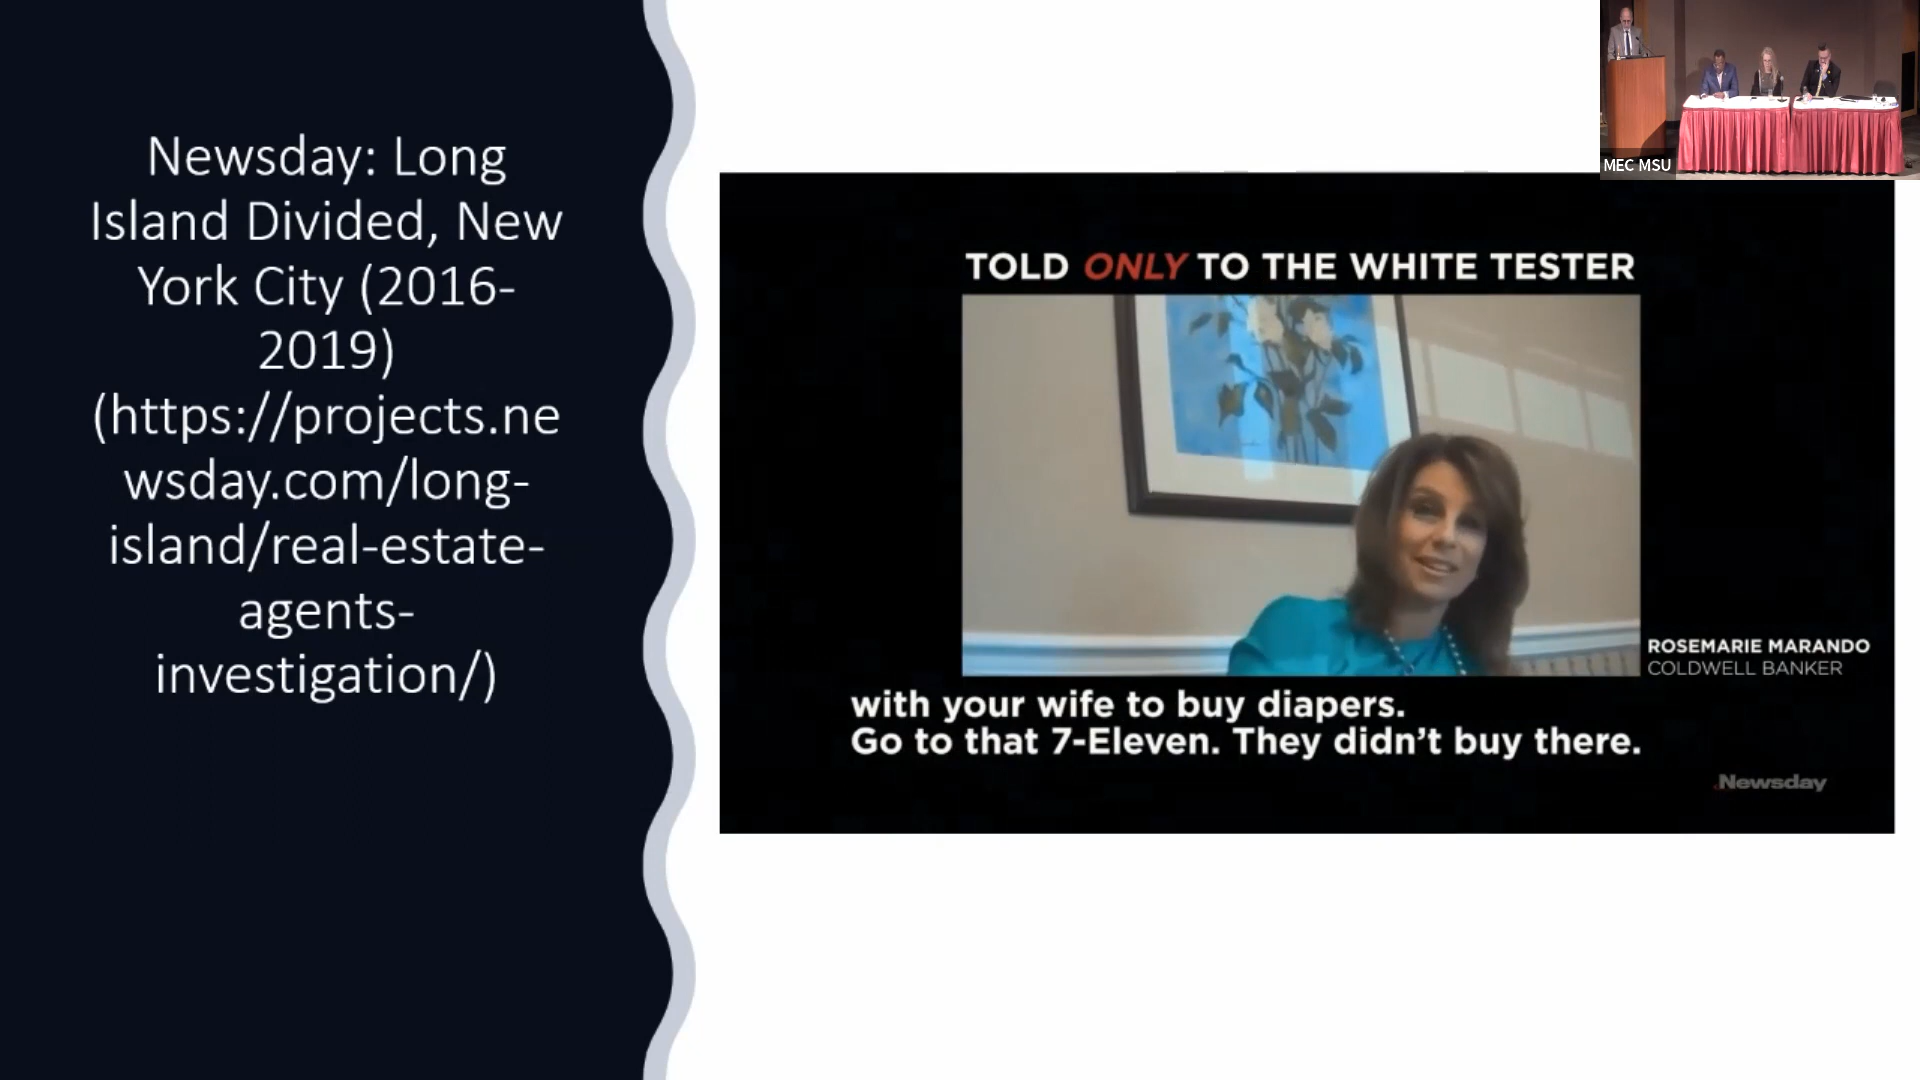 Newsday: Long
Island Divided, New
York City (2016-
2019)
(https://projects.ne
wsday.com/long-
island/real-estate-
agents-
investigation/)
MEC MSU
TOLD ONLY TO THE WHITE TESTER
ROSEMARIE MARANDO
COLDWELL BANKER
with your wife to buy diapers.
Go to that 7-Eleven. They didn't buy there.
Newsday